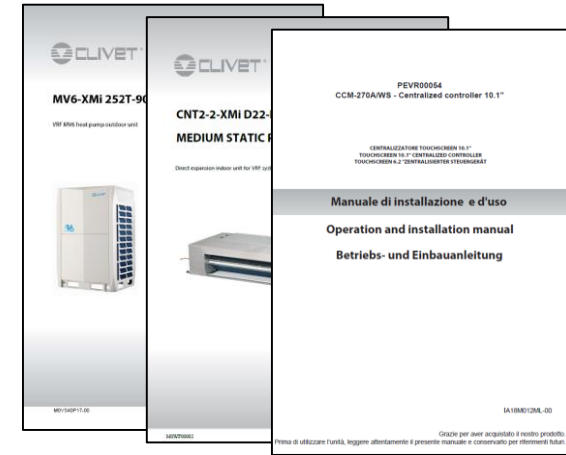 CLIVET
MV6-XMi 252T-90
VRF MV6 heat pump outdoor unit
V6
M0V340P17-00
CLIVET
CNT2-2-XMi D22-
MEDIUM STATIC P
Direct expansion indoor unit for VRF syste
PEVR00054
CCM-270A/WS - Centralized controller 10.1"
CENTRALIZZATORE TOUCHSCREEN 10.1"
TOUCHSCREEN 10.1" CENTRALIZED CONTROLLER
TOUCHSCREEN 6.2 "ZENTRALISIERTER STEUERGERÄT
Manuale di installazione e d'uso
Operation and installation manual
Betriebs- und Einbauanleitung
IA18M012ML-00
Grazie per aver acquistato il nostro prodotto.
Prima di utilizzare l'unità, leggere attentamente il presente manuale e conservarlo per riferimenti futuri.